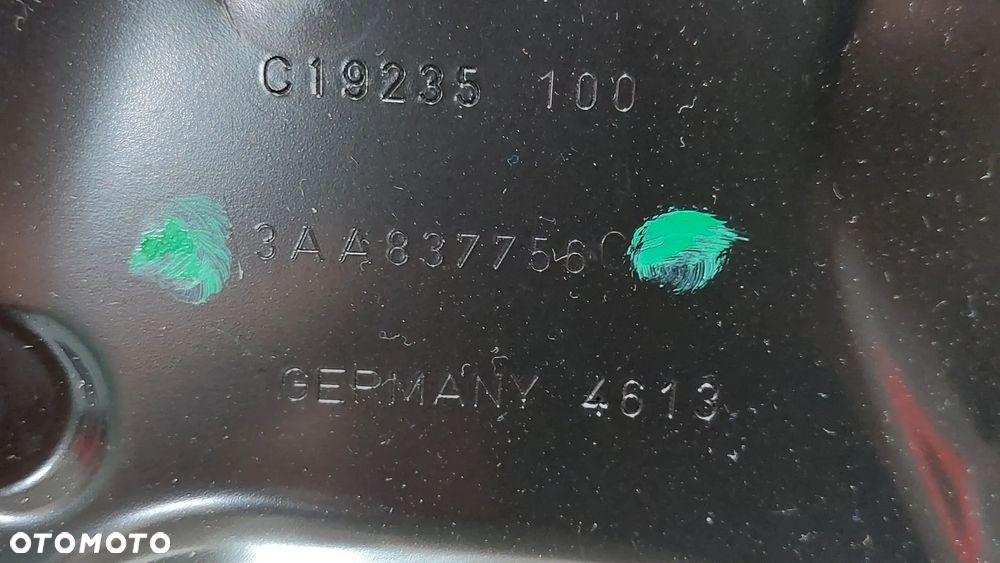 C19235 100
3AA837756
GERMANY 4613
OTOMOTO